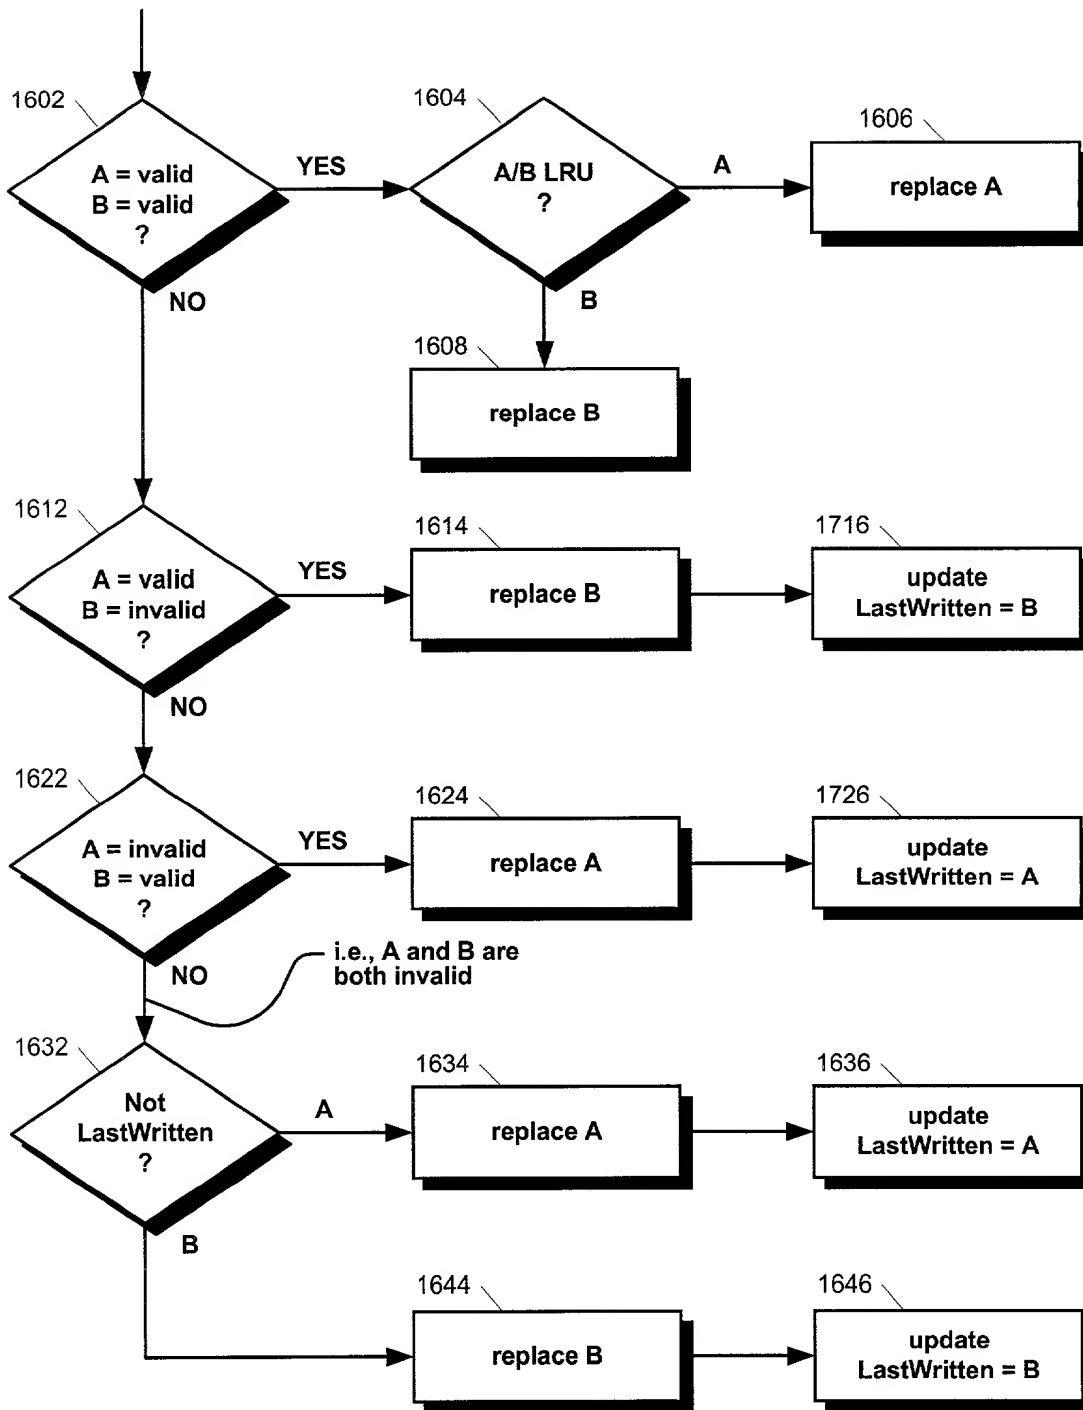 1602
A = valid
B = valid
?
YES
NO
1604
A/B LRU
?
A
B
1606
replace A
1608
replace B
1612
A = valid
B = invalid
?
YES
NO
1614
replace B
1716
update
LastWritten = B
1622
A = invalid
B = valid
?
YES
NO
1624
replace A
1726
update
LastWritten = A
i.e., A and B are
both invalid
1632
Not
LastWritten
?
A
B
1634
replace A
1636
update
LastWritten = A
1644
replace B
1646
update
LastWritten = B